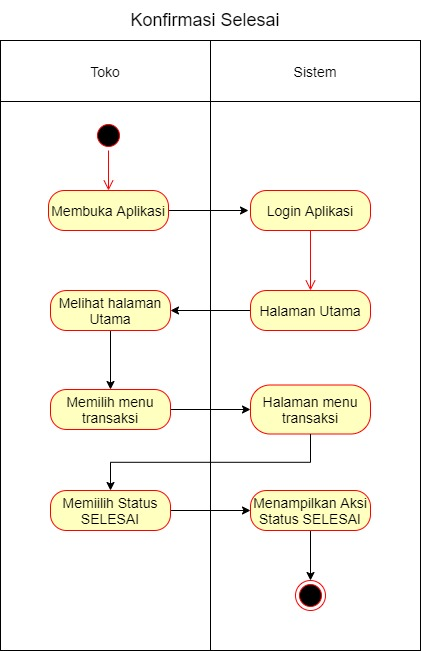 Konfirmasi Selesai
Toko
Sistem
Membuka Aplikasi
Login Aplikasi
Melihat halaman
Utama
Halaman Utama
Memilih menu
transaksi
Halaman menu
transaksi
Memiilih Status
SELESAI
Menampilkan Aksi
Status SELESAI